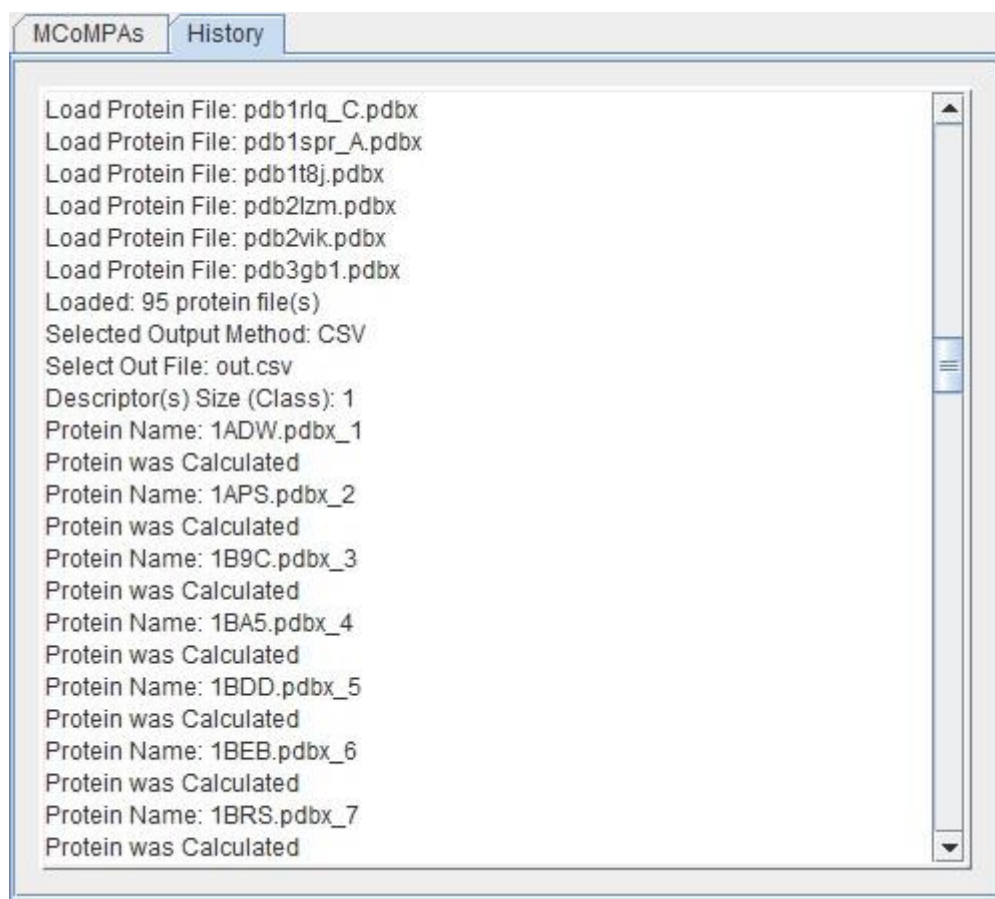 MCoMPAs
History
Load Protein File: pdb1rlq_C.pdbx
Load Protein File: pdb1spr_A.pdbx
Load Protein File: pdb1t8j.pdbx
Load Protein File: pdb2lzm.pdbx
Load Protein File: pdb2vik.pdbx
Load Protein File: pdb3gb1.pdbx
Loaded: 95 protein file(s)
Selected Output Method: CSV
Select Out File: out.csv
Descriptor(s) Size (Class): 1
Protein Name: 1ADW.pdbx_1
Protein was Calculated
Protein Name: 1APS.pdbx_2
Protein was Calculated
Protein Name: 1B9C.pdbx_3
Protein was Calculated
Protein Name: 1BA5.pdbx_4
Protein was Calculated
Protein Name: 1BDD.pdbx_5
Protein was Calculated
Protein Name: 1BEB.pdbx_6
Protein was Calculated
Protein Name: 1BRS.pdbx_7
Protein was Calculated